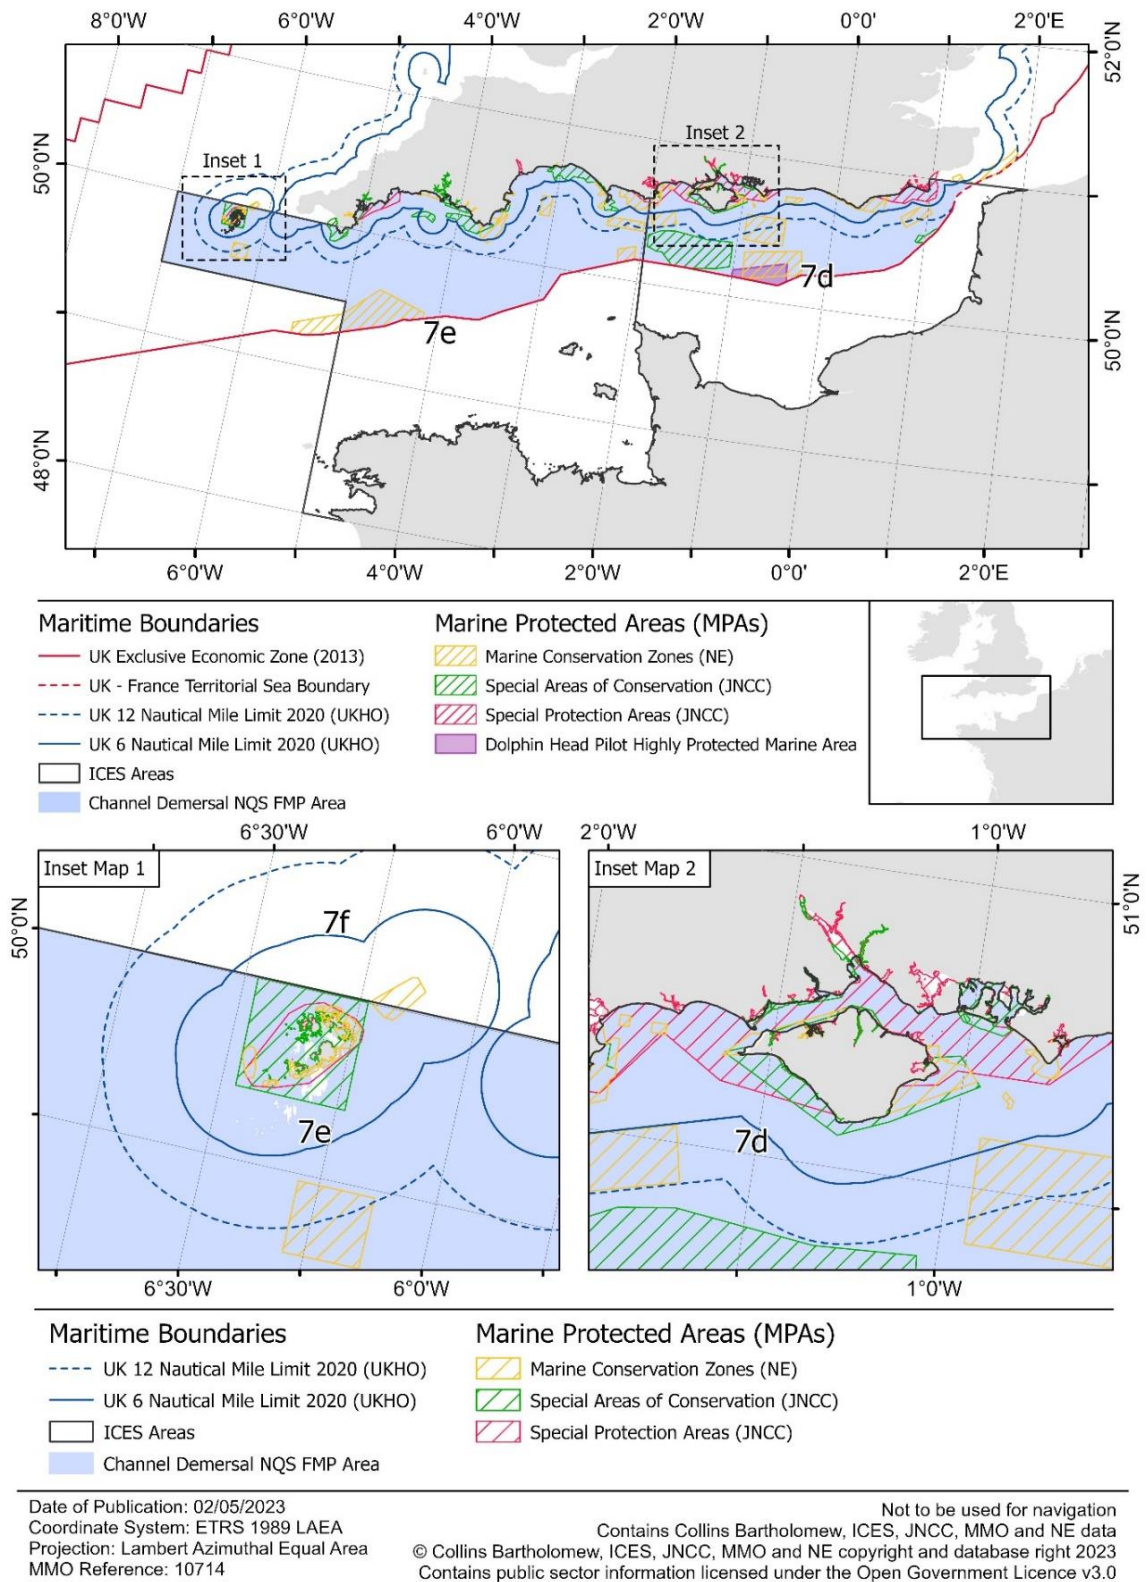 8°0'W 6°0'W 4°0'W 2°0'W 0°0' 2°0'E
52°0'N
50°0'N
Inset 1
Inset 2
7d
7e
50°0'N
48°0'N
6°0'W 4°0'W 2°0'W 0°0' 2°0'E
Maritime Boundaries
UK Exclusive Economic Zone (2013)
UK - France Territorial Sea Boundary
UK 12 Nautical Mile Limit 2020 (UKHO)
UK 6 Nautical Mile Limit 2020 (UKHO)
ICES Areas
Channel Demersal NQS FMP Area
Marine Protected Areas (MPAs)
Marine Conservation Zones (NE)
Special Areas of Conservation (JNCC)
Special Protection Areas (JNCC)
Dolphin Head Pilot Highly Protected Marine Area
6°30'W 6°0'W
Inset Map 1
50°0'N
7f
7e
6°30'W 6°0'W
2°0'W 1°0'W
Inset Map 2
51°0'N
7d
1°0'W
Maritime Boundaries
UK 12 Nautical Mile Limit 2020 (UKHO)
UK 6 Nautical Mile Limit 2020 (UKHO)
ICES Areas
Channel Demersal NQS FMP Area
Marine Protected Areas (MPAs)
Marine Conservation Zones (NE)
Special Areas of Conservation (JNCC)
Special Protection Areas (JNCC)
Date of Publication: 02/05/2023
Coordinate System: ETRS 1989 LAEA
Projection: Lambert Azimuthal Equal Area
MMO Reference: 10714
Not to be used for navigation
Contains Collins Bartholomew, ICES, JNCC, MMO and NE data
© Collins Bartholomew, ICES, JNCC, MMO and NE copyright and database right 2023
Contains public sector information licensed under the Open Government Licence v3.0